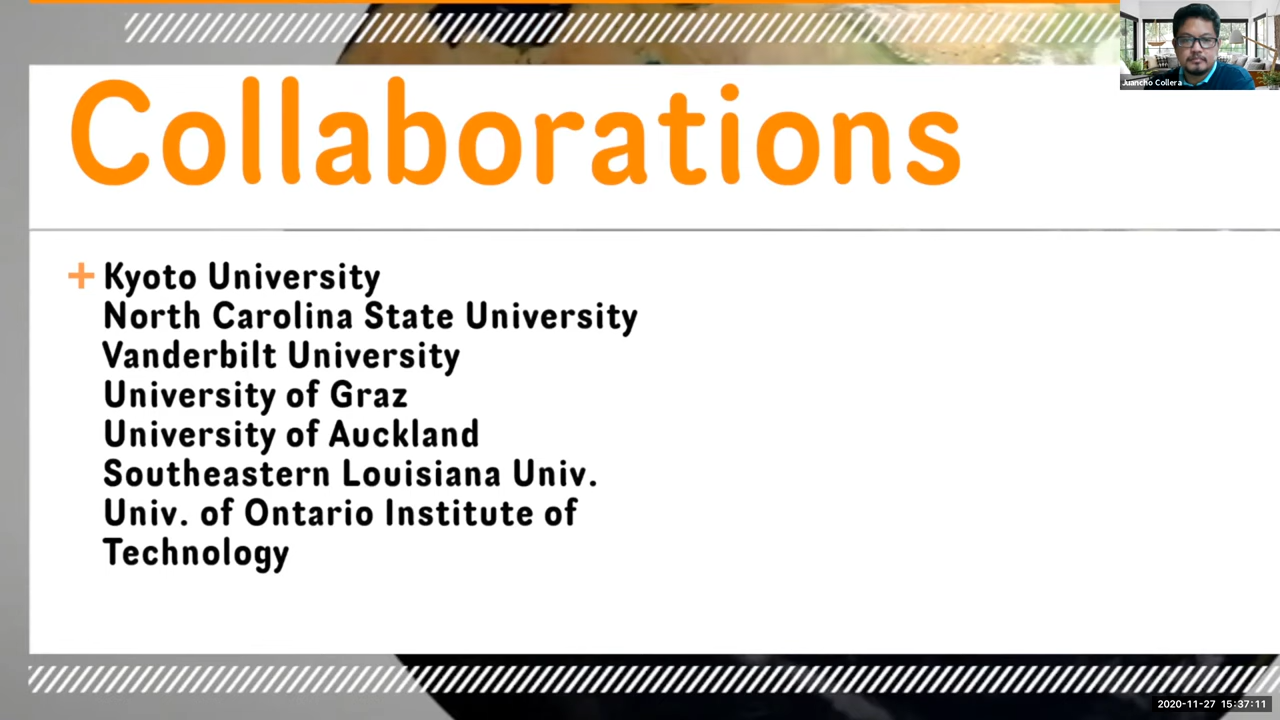 Collaborations
Juancho Collera
+ Kyoto University
North Carolina State University
Vanderbilt University
University of Graz
University of Auckland
Southeastern Louisiana Univ.
Univ. of Ontario Institute of
Technology
2020-11-27 15:37:11